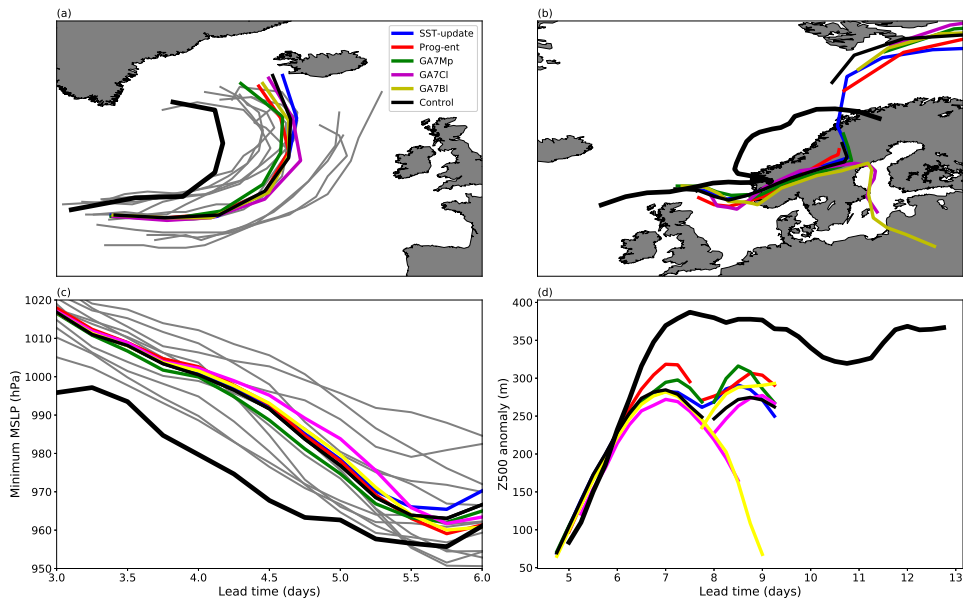 (a)
SST-update
Prog-ent
GA7Mp
GA7Cl
GA7Bl
Control
(b)
(c)
1020
1010
1000
990
980
970
960
950
Minimum MSLP (hPa)
3.0 3.5 4.0 4.5 5.0 5.5 6.0
Lead time (days)
(d)
400
350
300
250
200
150
100
50
Z500 anomaly (m)
5 6 7 8 9 10 11 12 13
Lead time (days)